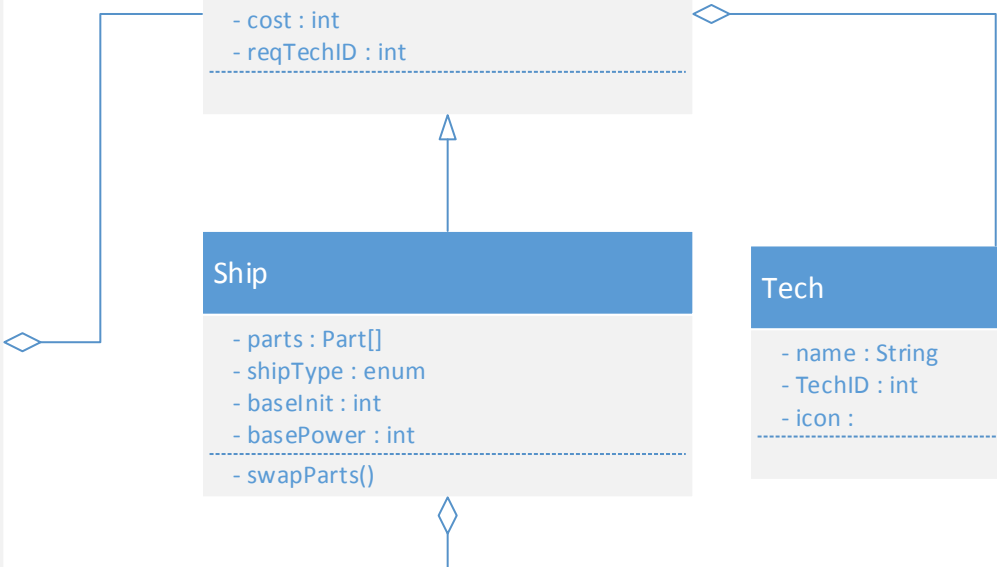 - cost : int
- reqTechID : int
Ship
- parts : Part[]
- shipType : enum
- baseInit : int
- basePower : int
- swapParts()
Tech
- name : String
- TechID : int
- icon :